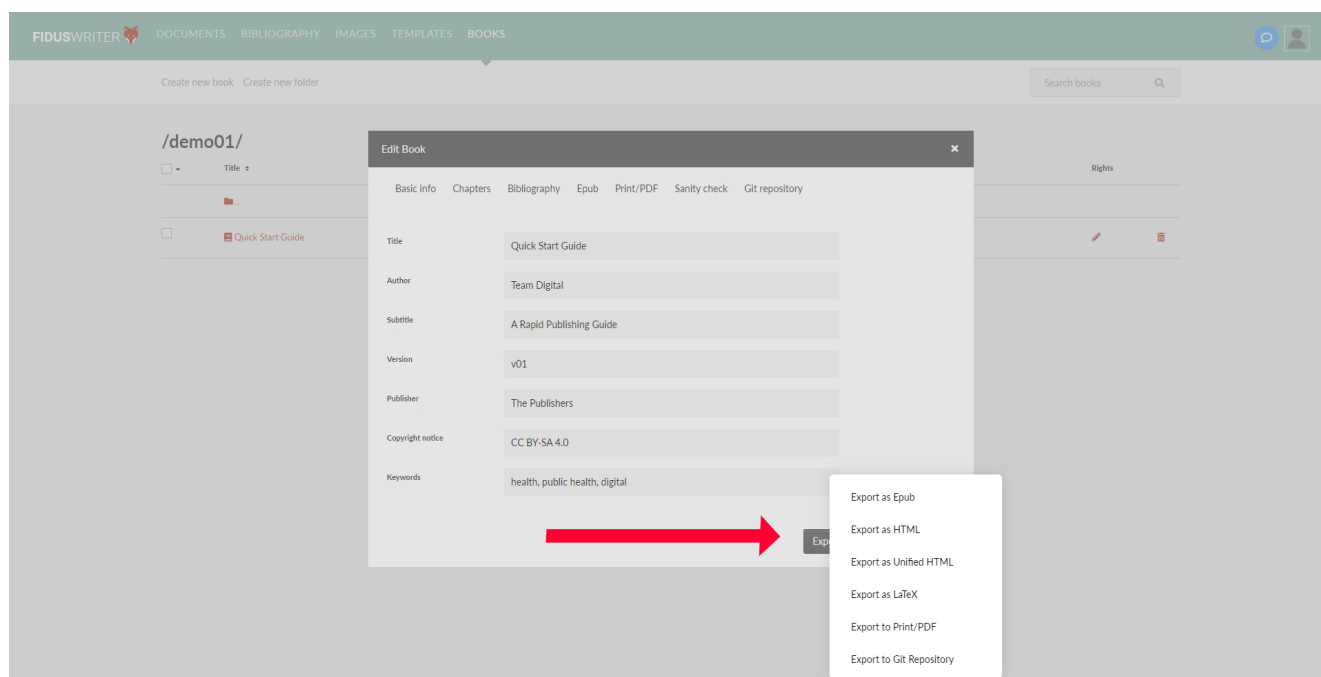 FIDUSWRITER DOCUMENTS BIBLIOGRAPHY IMAGES TEMPLATES BOOKS
Create new book Create new folder
Search books
/demo01/
Title
Rights
..
Quick Start Guide
Edit Book
Basic info Chapters Bibliography Epub Print/PDF Sanity check Git repository
Title Quick Start Guide
Author Team Digital
Subtitle A Rapid Publishing Guide
Version v01
Publisher The Publishers
Copyright notice CC BY-SA 4.0
Keywords health, public health, digital
Export as Epub
Export as HTML
Export as Unified HTML
Export as LaTeX
Export to Print/PDF
Export to Git Repository